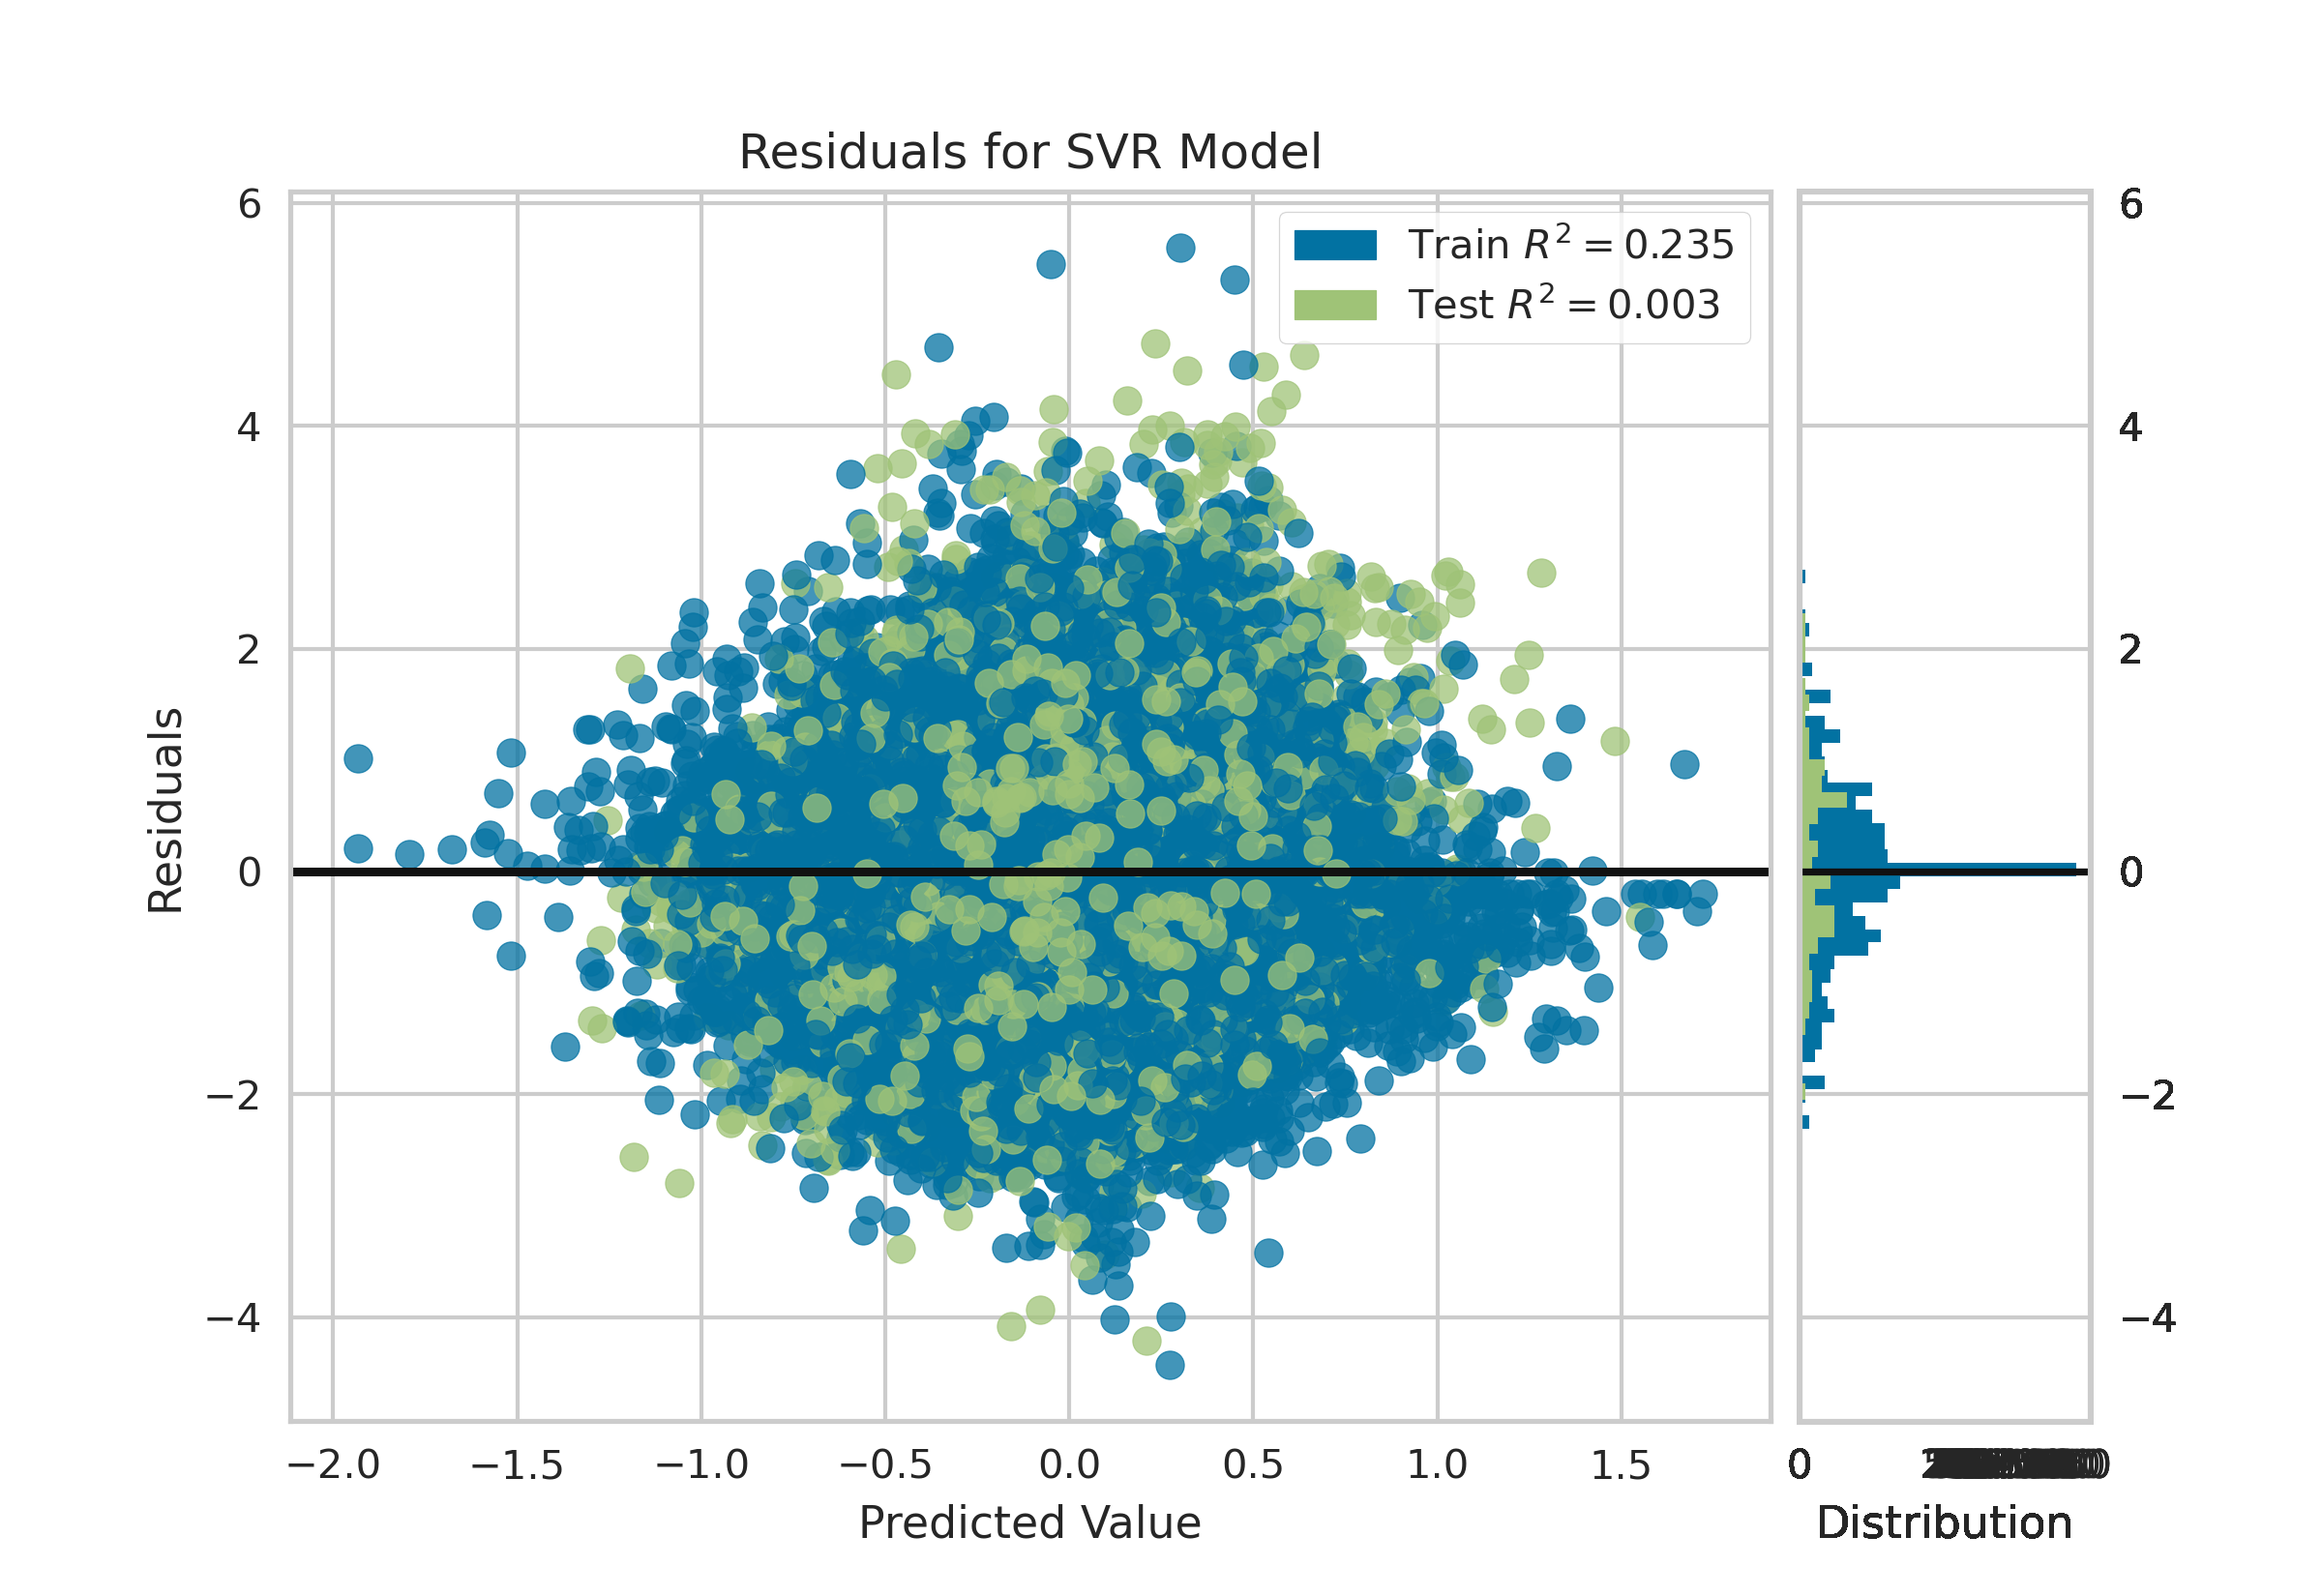 Residuals for SVR Model
Train R² = 0.235
Test R² = 0.003
6
4
2
0
−2
−4
Residuals
−2.0 −1.5 −1.0 −0.5 0.0 0.5 1.0 1.5
Predicted Value
6
4
2
0
−2
−4
0
Distribution